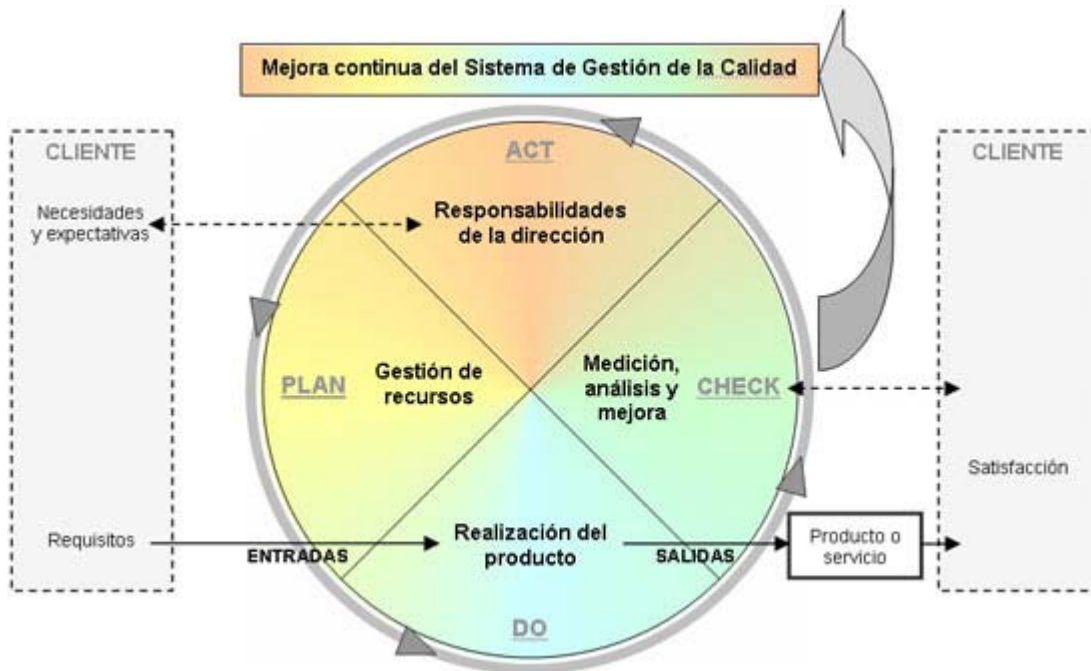 Mejora continua del Sistema de Gestión de la Calidad
CLIENTE
Necesidades
y expectativas
Requisitos
ACT
Responsabilidades
de la dirección
PLAN
Gestión de
recursos
Medición,
análisis y
mejora
CHECK
ENTRADAS
Realización del
producto
SALIDAS
DO
Producto o
servicio
CLIENTE
Satisfacción